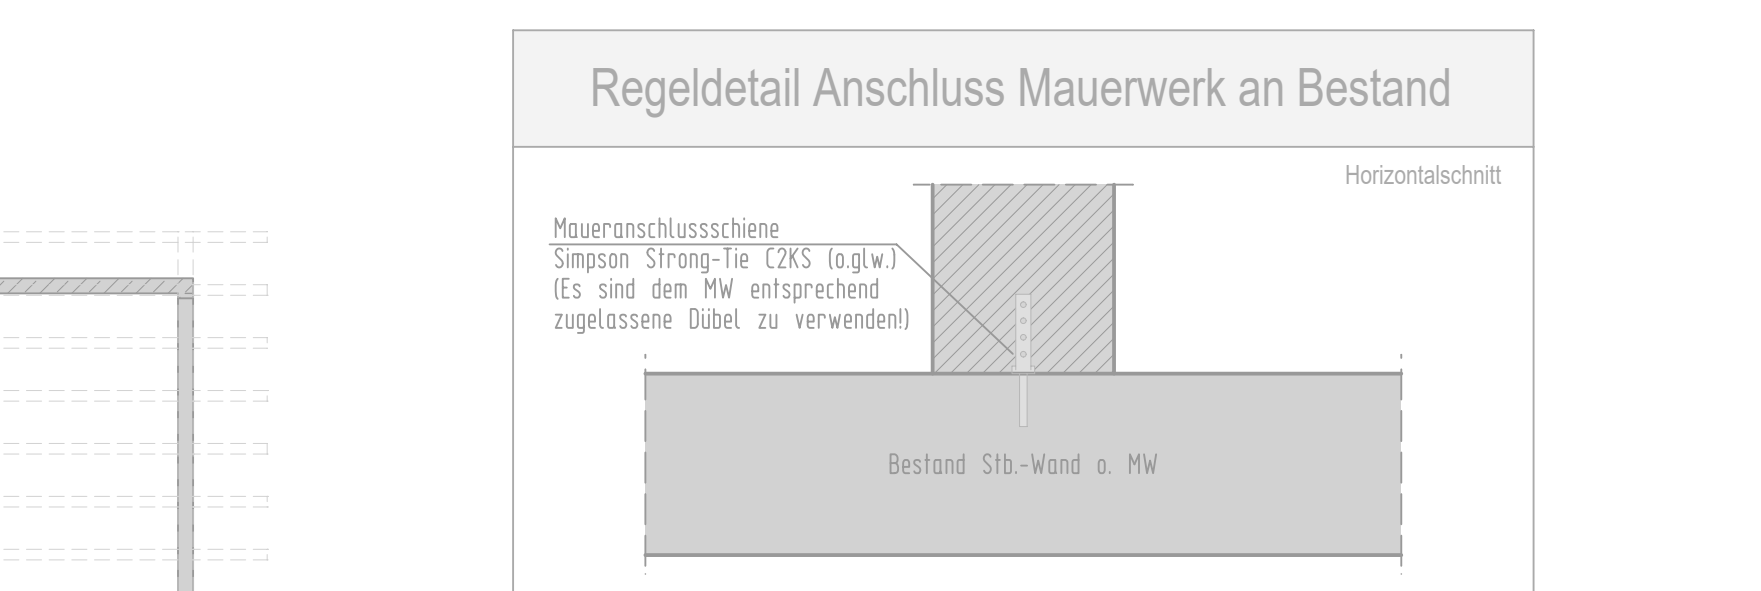 Regeldetail Anschluss Mauerwerk an Bestand
Horizontalschnitt
Maueranschlussschiene
Simpson Strong-Tie C2KS (o.glw.)
(Es sind dem MW entsprechend
zugelassene Dübel zu verwenden!)
Bestand Stb.-Wand o. MW